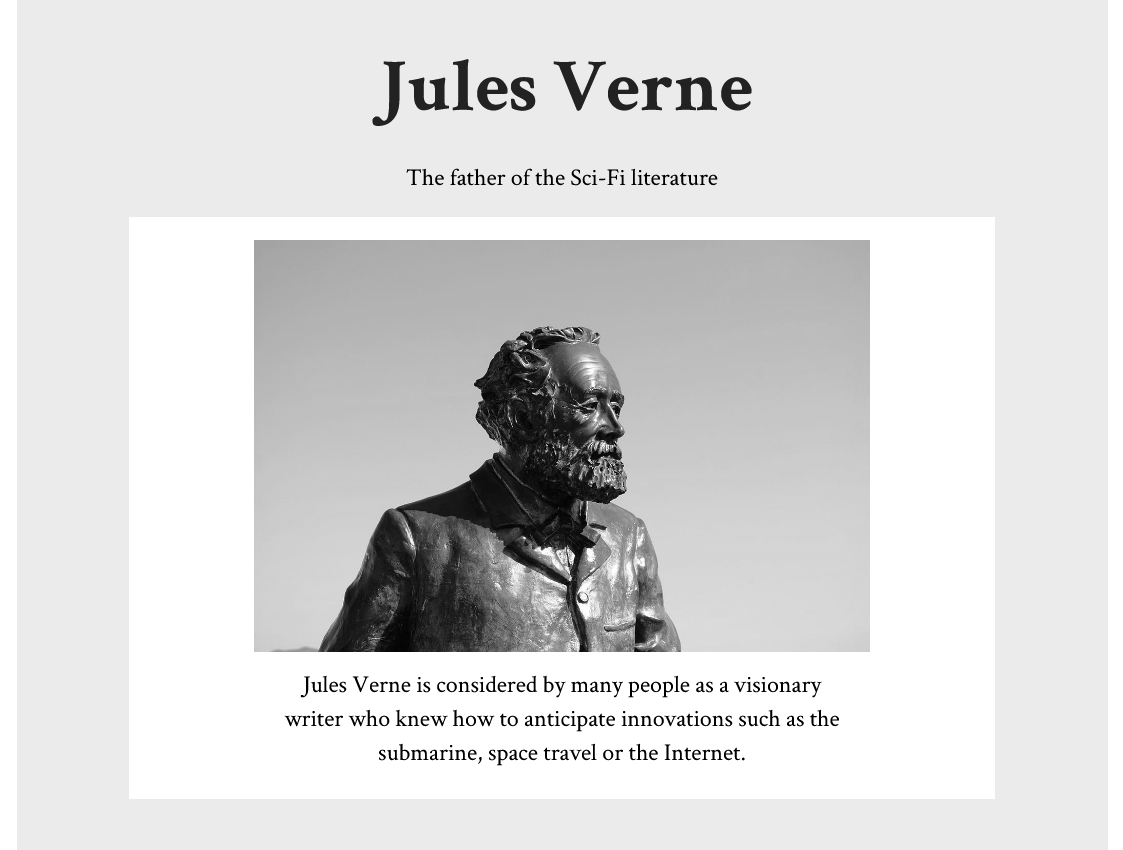 Jules Verne
The father of the Sci-Fi literature
Jules Verne is considered by many people as a visionary
writer who knew how to anticipate innovations such as the
submarine, space travel or the Internet.